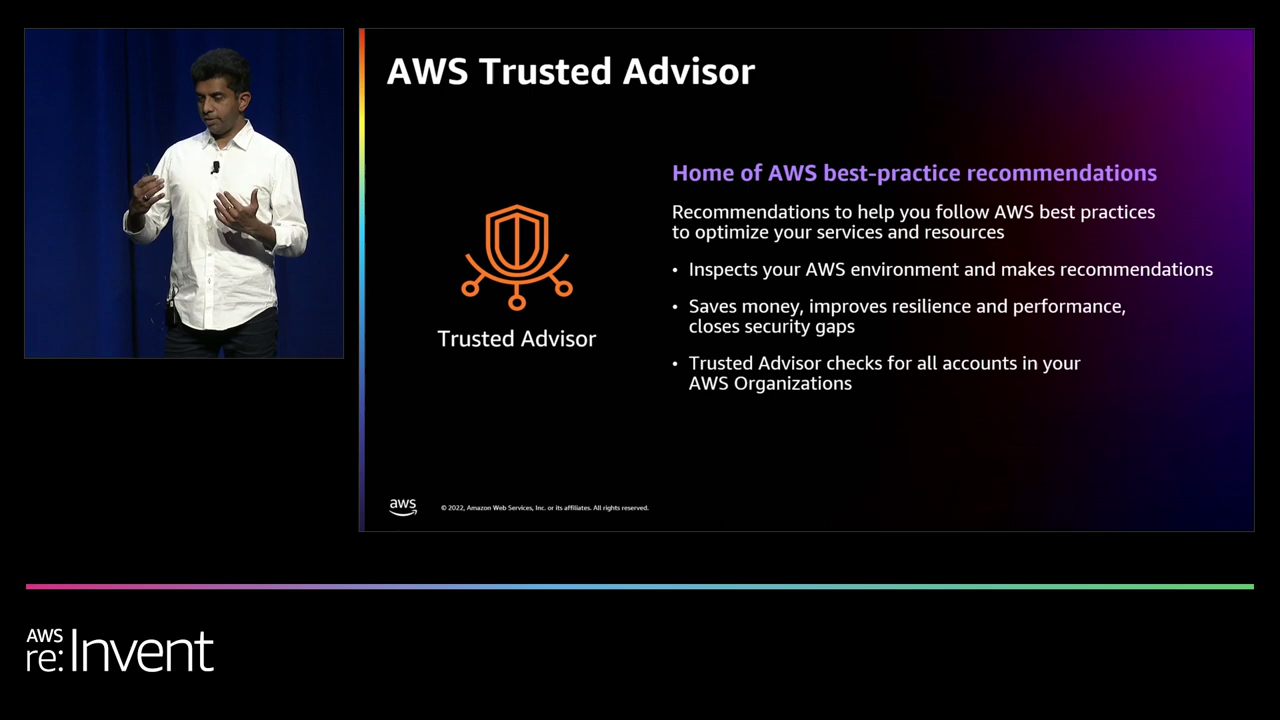 AWS Trusted Advisor
Home of AWS best-practice recommendations
Recommendations to help you follow AWS best practices
to optimize your services and resources
• Inspects your AWS environment and makes recommendations
• Saves money, improves resilience and performance,
closes security gaps
• Trusted Advisor checks for all accounts in your
AWS Organizations
Trusted Advisor
aws
© 2022, Amazon Web Services, Inc. or its affiliates. All rights reserved.
AWS
re:Invent